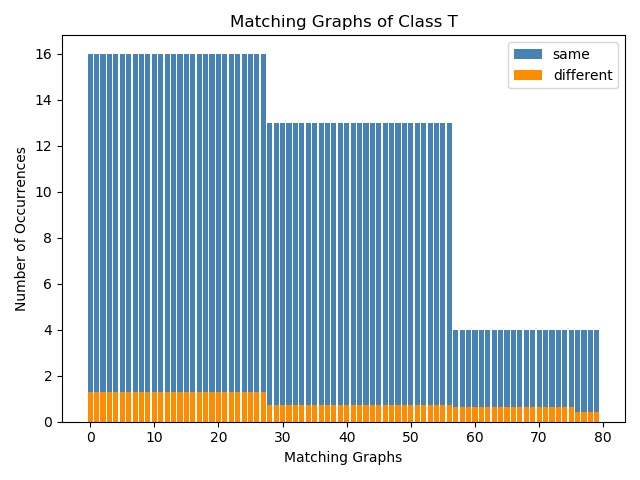 Matching Graphs of Class T
same
different
Number of Occurrences
16
14
12
10
8
6
4
2
0
0 10 20 30 40 50 60 70 80
Matching Graphs